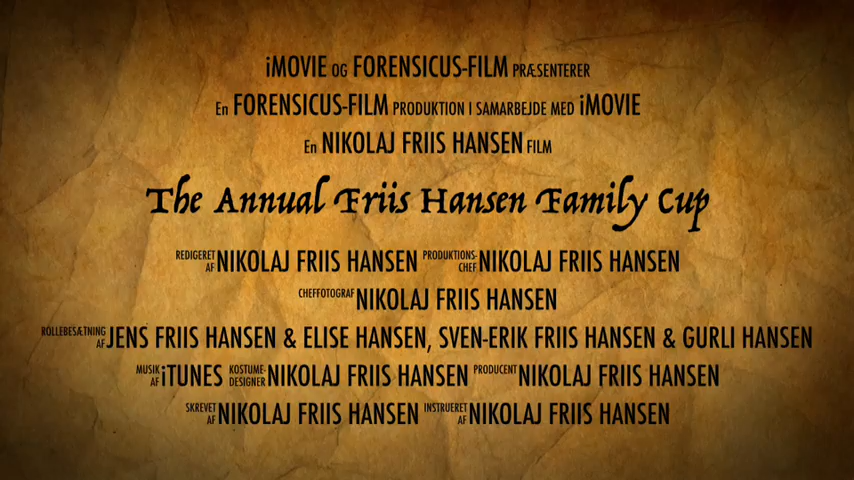 iMOVIE OG FORENSICUS-FILM PRÆSENTERER
En FORENSICUS-FILM PRODUKTION I SAMARBEJDE MED iMOVIE
En NIKOLAJ FRIIS HANSEN FILM
The Annual Friis Hansen Family Cup
REDIGERET AF NIKOLAJ FRIIS HANSEN PRODUKTIONS-CHEF NIKOLAJ FRIIS HANSEN
CHEFFOTOGRAF NIKOLAJ FRIIS HANSEN
ROLLEBESÆTNING AF JENS FRIIS HANSEN & ELISE HANSEN, SVEN-ERIK FRIIS HANSEN & GURLI HANSEN
MUSIK AF iTUNES KOSTUME-DESIGNER NIKOLAJ FRIIS HANSEN PRODUCENT NIKOLAJ FRIIS HANSEN
SKREVET AF NIKOLAJ FRIIS HANSEN INSTRUERET AF NIKOLAJ FRIIS HANSEN